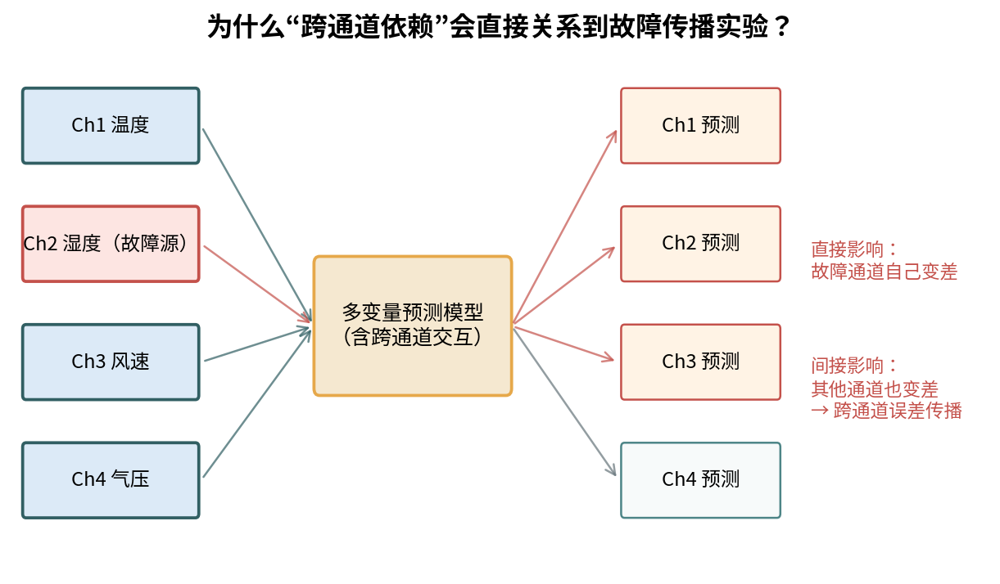 为什么“跨通道依赖”会直接关系到故障传播实验？
Ch1 温度
Ch2 湿度（故障源）
Ch3 风速
Ch4 气压
多变量预测模型
（含跨通道交互）
Ch1 预测
Ch2 预测
Ch3 预测
Ch4 预测
直接影响：
故障通道自己变差
间接影响：
其他通道也变差
→ 跨通道误差传播